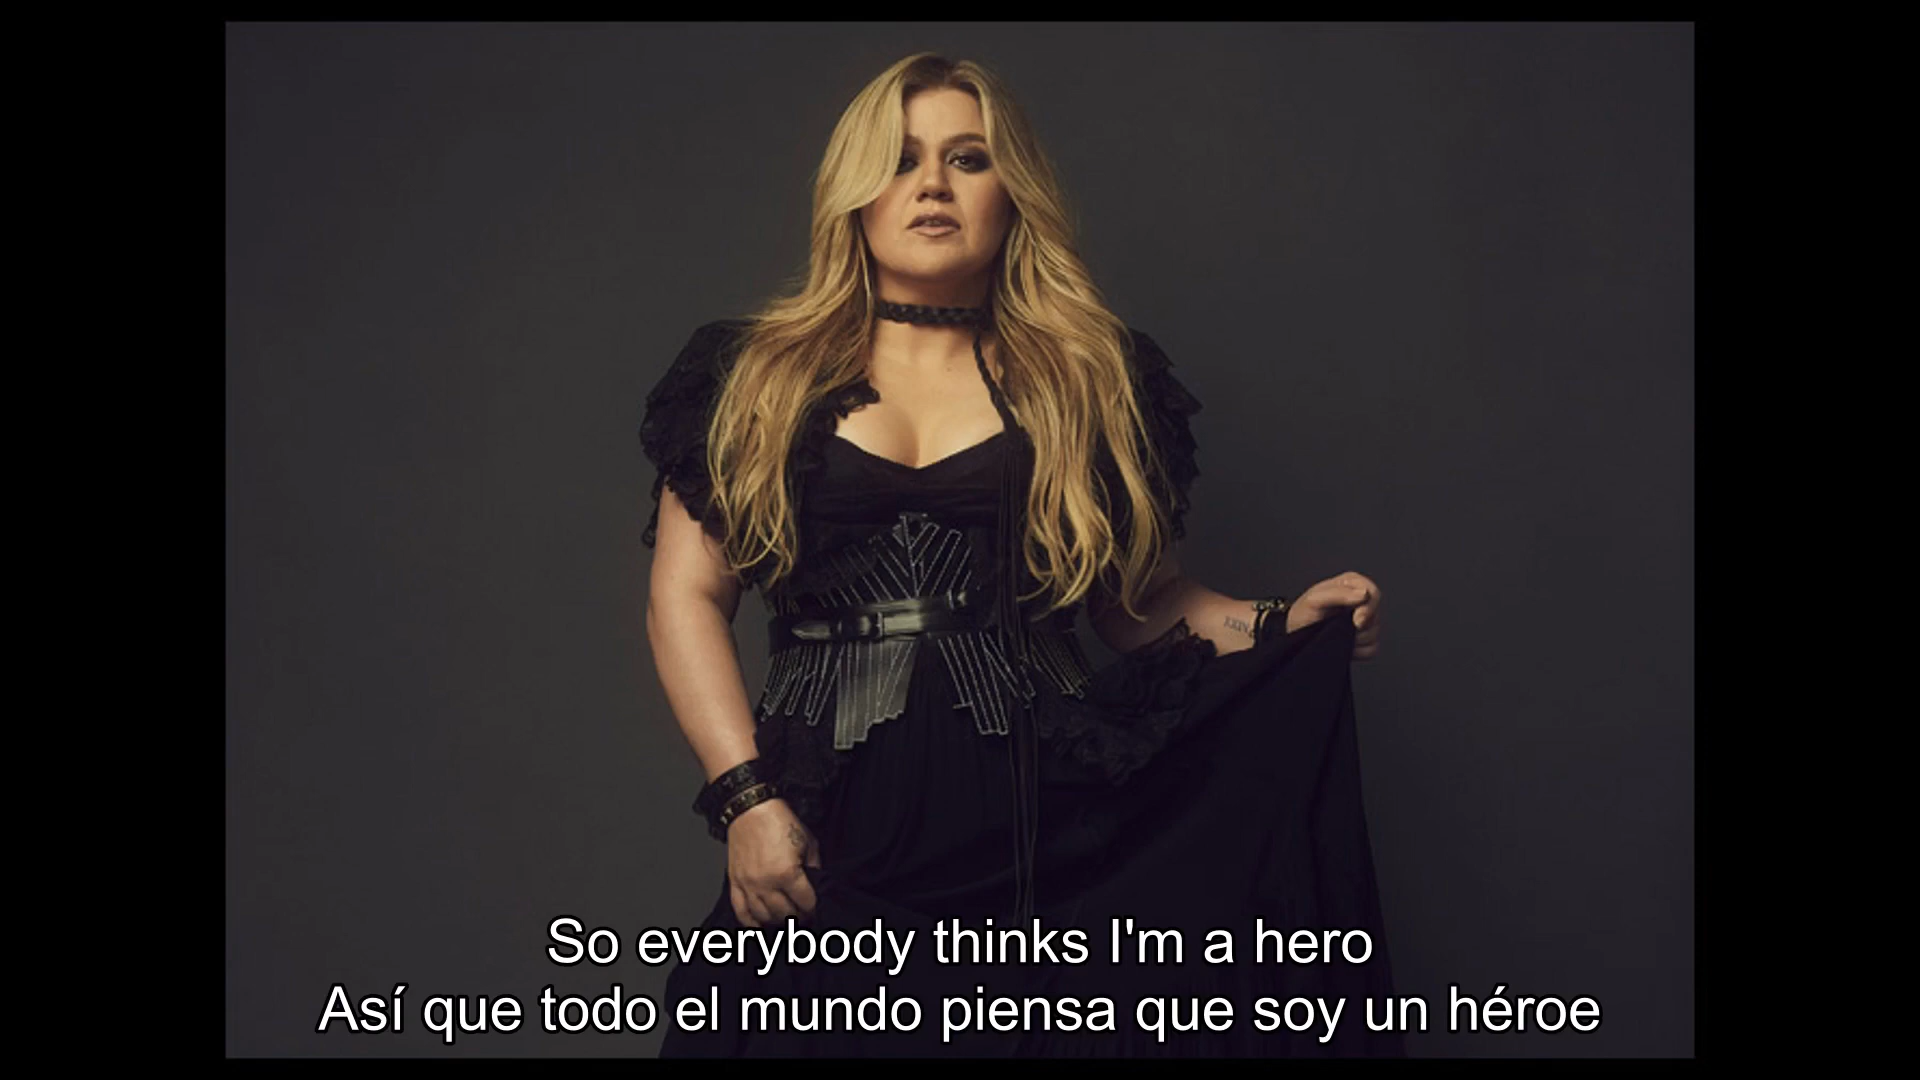 So everybody thinks I'm a hero
Así que todo el mundo piensa que soy un héroe